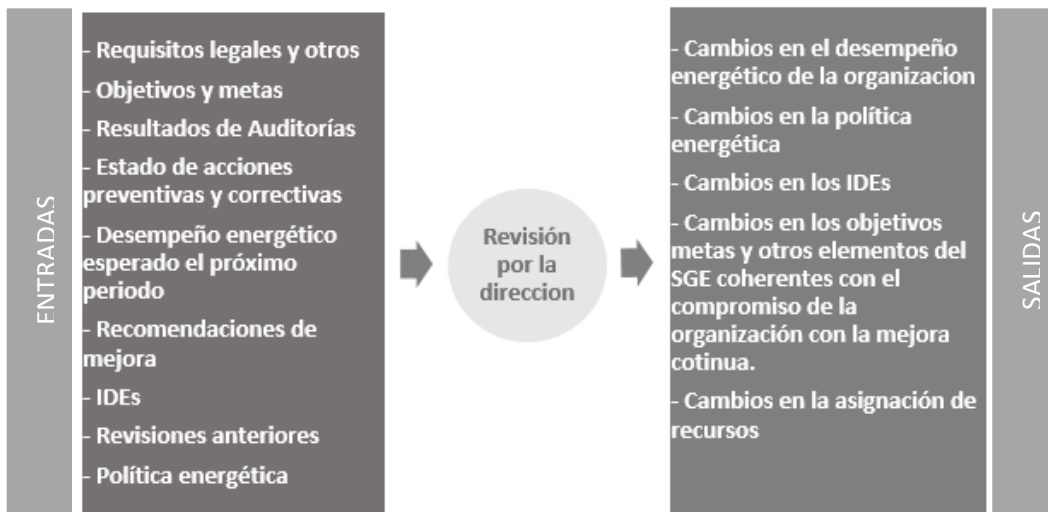 ENTRADAS
- Requisitos legales y otros
- Objetivos y metas
- Resultados de Auditorías
- Estado de acciones
preventivas y correctivas
- Desempeño energético
esperado el próximo
periodo
- Recomendaciones de
mejora
- IDEs
- Revisiones anteriores
- Política energética
Revisión
por la
direccion
- Cambios en el desempeño
energético de la organizacion
- Cambios en la política
energética
- Cambios en los IDEs
- Cambios en los objetivos
metas y otros elementos del
SGE coherentes con el
compromiso de la
organización con la mejora
cotinua.
- Cambios en la asignación de
recursos
SALIDAS